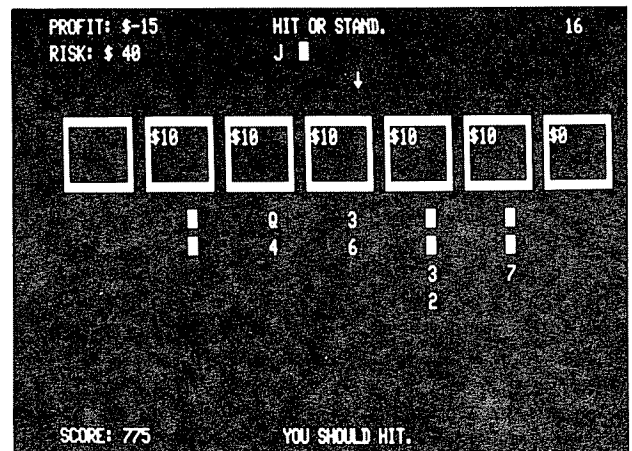 PROFIT: $-15 HIT OR STAND. 16
RISK: $ 40 J
$10 $10 $10 $10 $10 $0
Q 3
4 6
3 7
2
SCORE: 775 YOU SHOULD HIT.